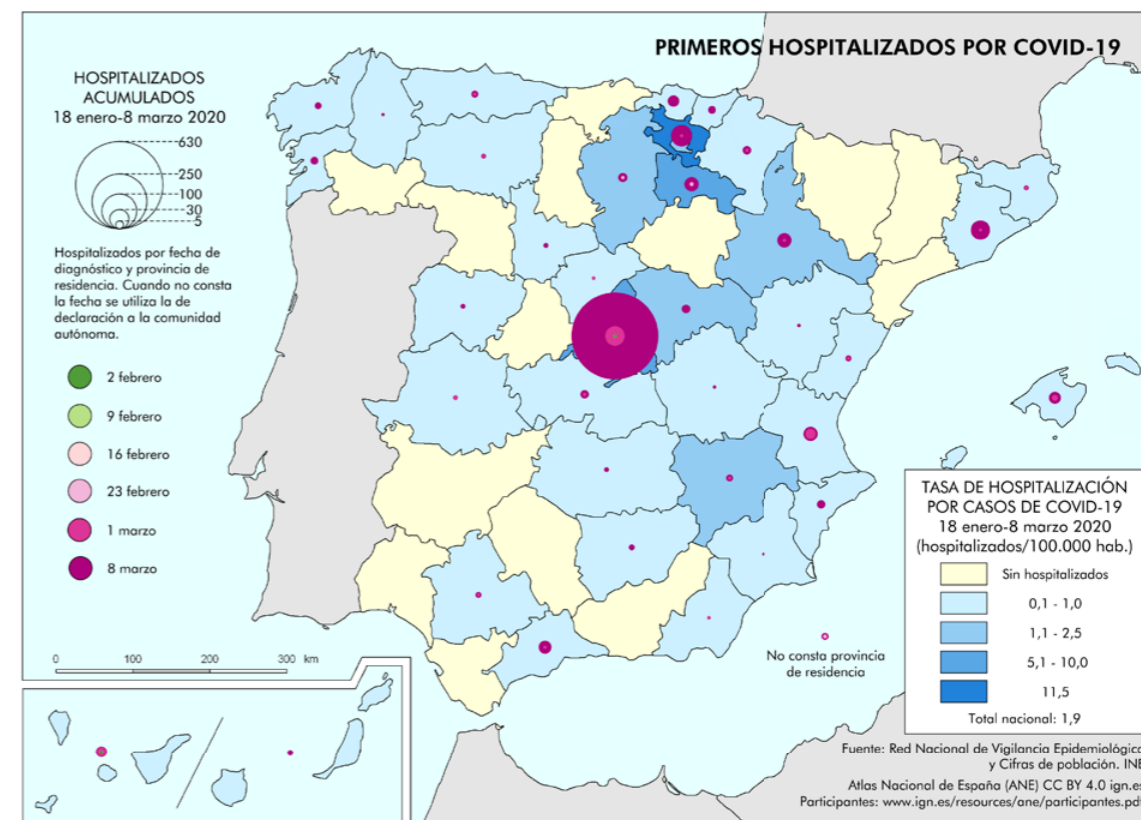 PRIMEROS HOSPITALIZADOS POR COVID-19
HOSPITALIZADOS
ACUMULADOS
18 enero-8 marzo 2020
630
250
100
30
5
Hospitalizados por fecha de
diagnóstico y provincia de
residencia. Cuando no consta
la fecha se utiliza la de
declaración a la comunidad
autónoma.
2 febrero
9 febrero
16 febrero
23 febrero
1 marzo
8 marzo
0 100 200 300 km
No consta provincia
de residencia
TASA DE HOSPITALIZACIÓN
POR CASOS DE COVID-19
18 enero-8 marzo 2020
(hospitalizados/100.000 hab.)
Sin hospitalizados
0,1 - 1,0
1,1 - 2,5
5,1 - 10,0
11,5
Total nacional: 1,9
Fuente: Red Nacional de Vigilancia Epidemiológica
y Cifras de población. INE
Atlas Nacional de España (ANE) CC BY 4.0 ign.es
Participantes: www.ign.es/resources/ane/participantes.pdf